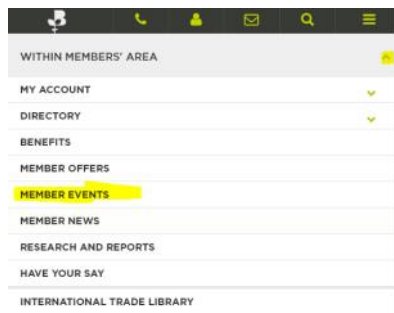 WITHIN MEMBERS' AREA
MY ACCOUNT
DIRECTORY
BENEFITS
MEMBER OFFERS
MEMBER EVENTS
MEMBER NEWS
RESEARCH AND REPORTS
HAVE YOUR SAY
INTERNATIONAL TRADE LIBRARY